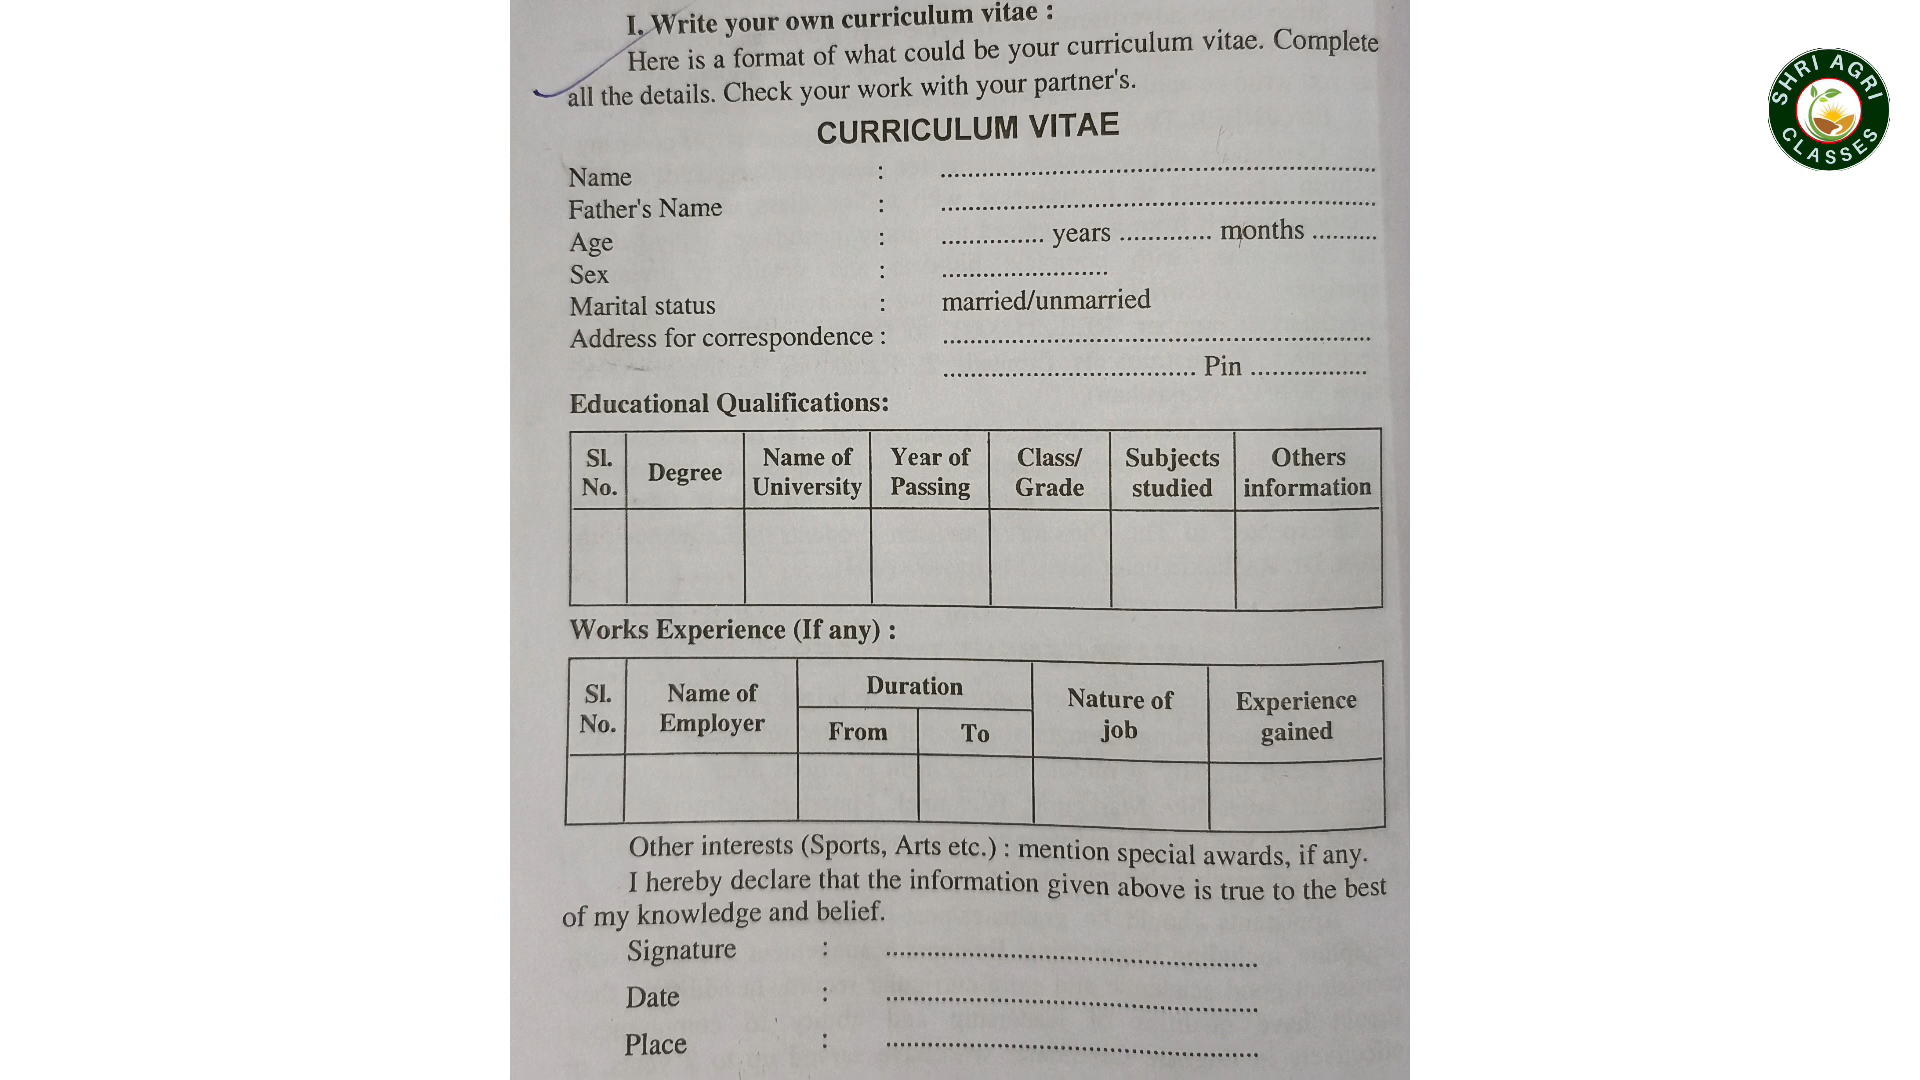 I. Write your own curriculum vitae :
Here is a format of what could be your curriculum vitae. Complete
all the details. Check your work with your partner's.
CURRICULUM VITAE
Name : ..............................................................
Father's Name : ..............................................................
Age : ............... years ............. months ..........
Sex : ........................
Marital status : married/unmarried
Address for correspondence : ..............................................................
..................................... Pin .................
Educational Qualifications:
Sl. No. Degree Name of University Year of Passing Class/ Grade Subjects studied Others information
Works Experience (If any) :
Sl. No. Name of Employer Duration From To Nature of job Experience gained
Other interests (Sports, Arts etc.) : mention special awards, if any.
I hereby declare that the information given above is true to the best
of my knowledge and belief.
Signature : ......................................................
Date : ......................................................
Place : ......................................................
SHRI AGRI
CLASSES